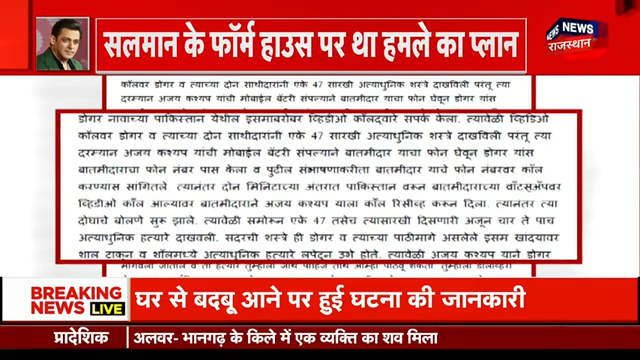 सलमान के फॉर्म हाउस पर था हमले का प्लान
NEWS
NEWS
राजस्थान
कॉलवर डोगर व त्याच्या दोन साथीदारांनी एके 47 सारखी अत्याधुनिक शस्त्रे दाखविली परंतू त्या
दरम्यान अजय कश्यप यांची मोबाईल बॅटरी संपल्याने बातमीदार याचा फोन घेवून डोगर यांस
डोगर नावाच्या पाकिस्तान येथील इसमाबरोबर व्हिडीओ कॉलद्वारे संपर्क केला. त्यावेळी व्हिडिओ
कॉलवर डोगर व त्याच्या दोन साथीदारांनी एके 47 सारखी अत्याधुनिक शस्त्रे दाखविली परंतू त्या
दरम्यान अजय कश्यप यांची मोबाईल बॅटरी संपल्याने बातमीदार याचा फोन घेवून डोगर यांस
बातमीदाराचा फोन नंबर पास केला व पुढील संभाषणाकरीता बातमीदार याचे फोन नंबरवर कॉल
करण्यास सांगितले त्यानंतर दोन मिनिटाच्या अंतरात पाकिस्तान वरून बातमीदाराच्या वॉटस्ॲपवर
व्हिडीओ कॉल आल्यावर बातमीदाराने अजय कश्यप याला कॉल रिसीव्ह करून दिला. त्यानंतर त्या
दोघाचे बोलणे सुरू झाले. त्यावेळी समोरून एके 47 तसेच त्यासारखी दिसणारी अजून चार ते पाच
अत्याधुनिक हत्यारे दाखवली. सदरची शस्त्रे ही डोगर व त्याच्या पाठीमागे असलेले इसम खांदयावर
शाल टाकून व शॉलमध्ये अत्याधुनिक हत्यारे लपेटून उभे होते. त्यावेळी अजय कश्यप याने डोगर
BREAKING
NEWS LIVE
घर से बदबू आने पर हुई घटना की जानकारी
प्रादेशिक
अलवर- भानगढ़ के किले में एक व्यक्ति का शव मिला